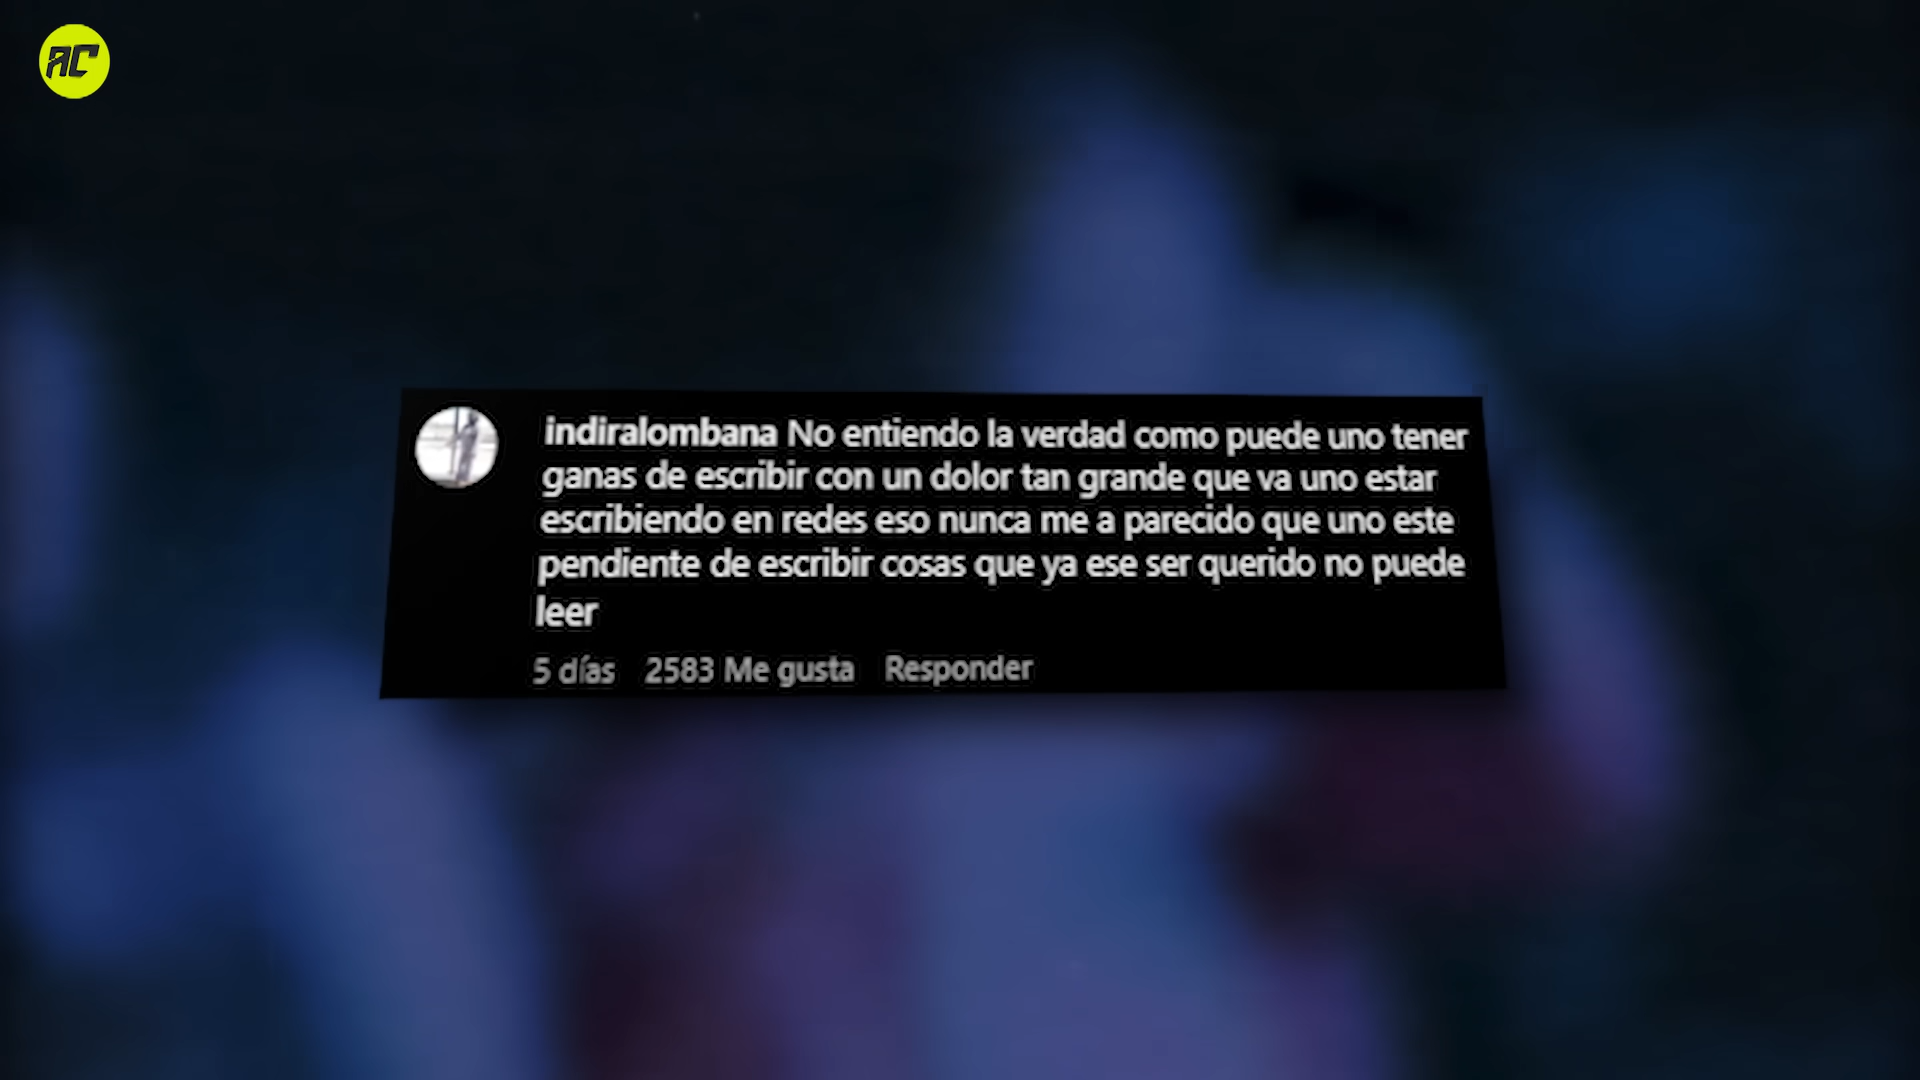 AC
indiralombana No entiendo la verdad como puede uno tener
ganas de escribir con un dolor tan grande que va uno estar
escribiendo en redes eso nunca me a parecido que uno este
pendiente de escribir cosas que ya ese ser querido no puede
leer
5 días 2583 Me gusta Responder